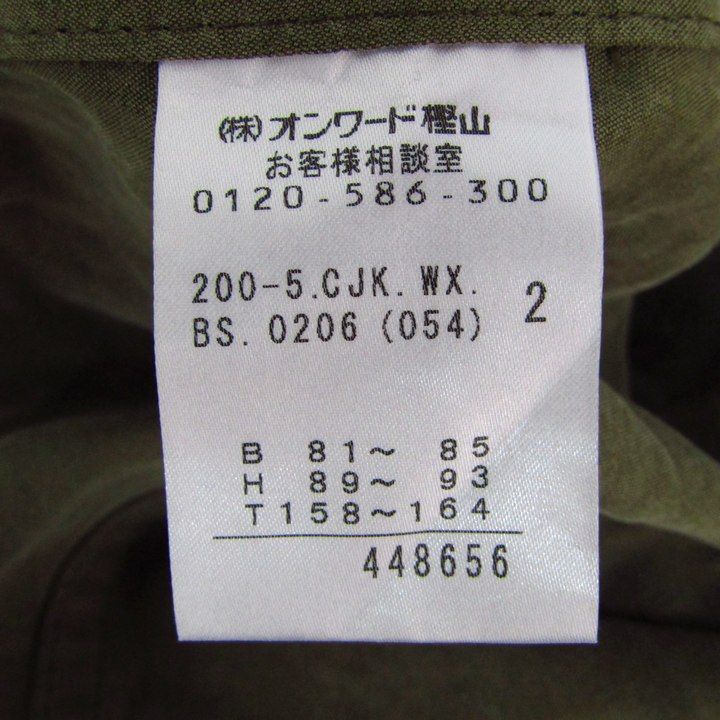 (株)オンワード樫山
お客様相談室
0120-586-300
200-5.CJK.WX.
BS.0206(054) 2
B 81～ 85
H 89～ 93
T158～164
448656